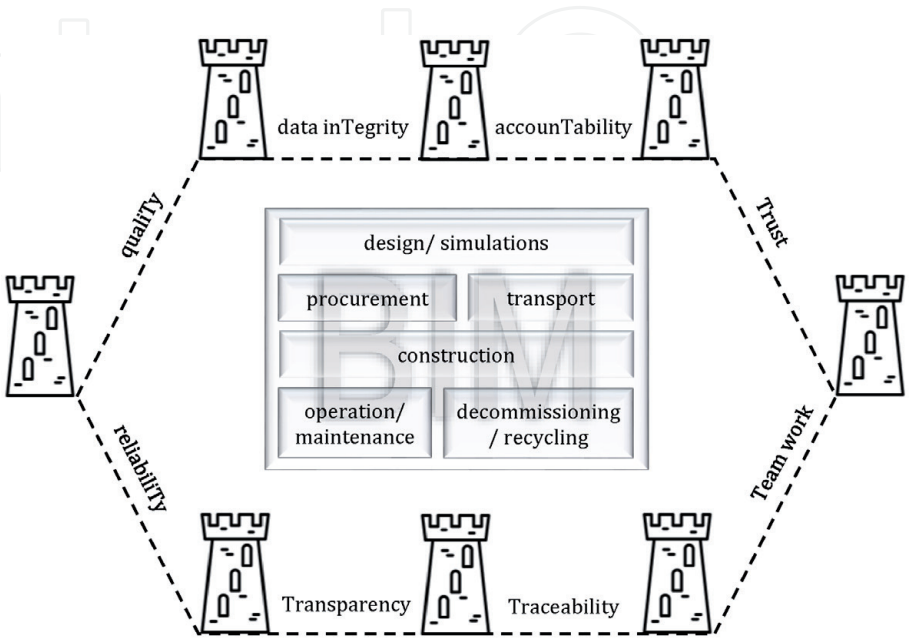 data inTegrity
accounTability
qualiTy
Trust
design/ simulations
procurement
transport
BIM
construction
operation/
maintenance
decommissioning
/ recycling
reliabiliTy
Team work
Transparency
Traceability